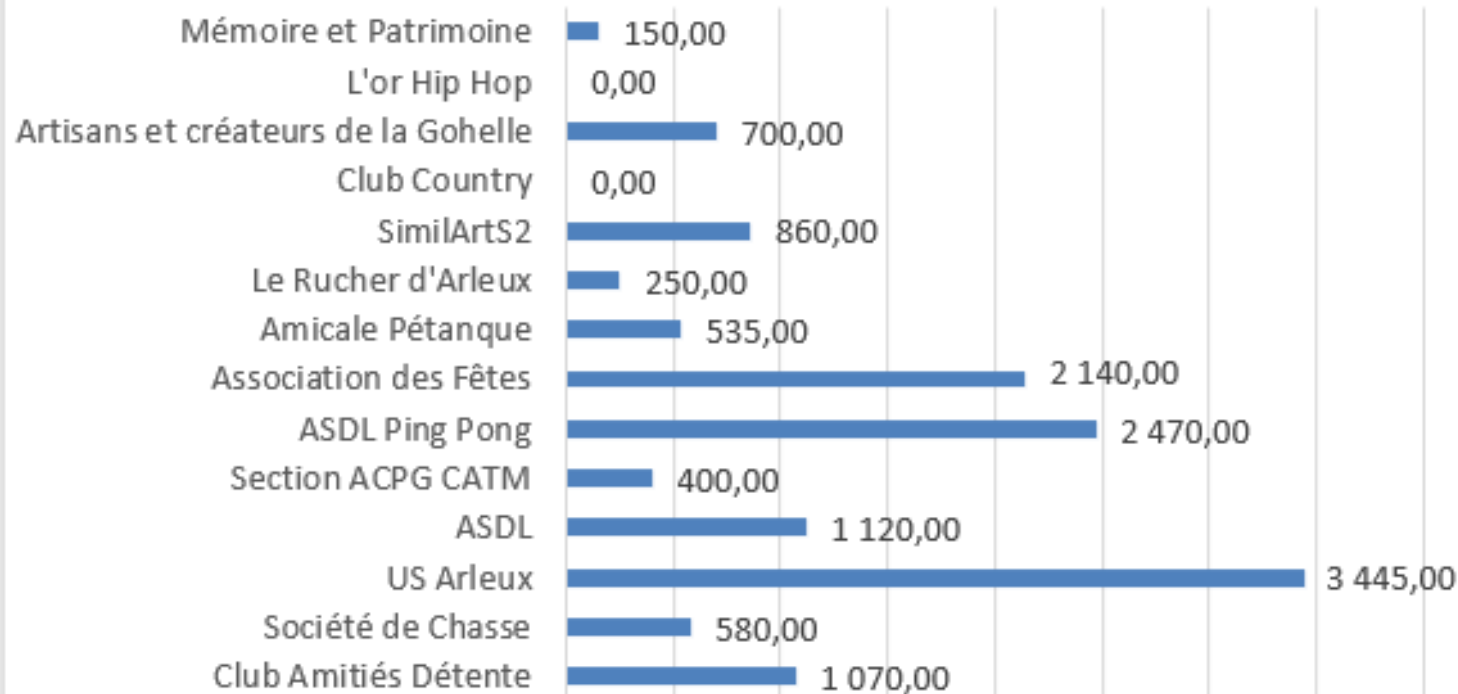 Mémoire et Patrimoine 150,00
L'or Hip Hop 0,00
Artisans et créateurs de la Gohelle 700,00
Club Country 0,00
SimilArtS2 860,00
Le Rucher d'Arleux 250,00
Amicale Pétanque 535,00
Association des Fêtes 2 140,00
ASDL Ping Pong 2 470,00
Section ACPG CATM 400,00
ASDL 1 120,00
US Arleux 3 445,00
Société de Chasse 580,00
Club Amitiés Détente 1 070,00